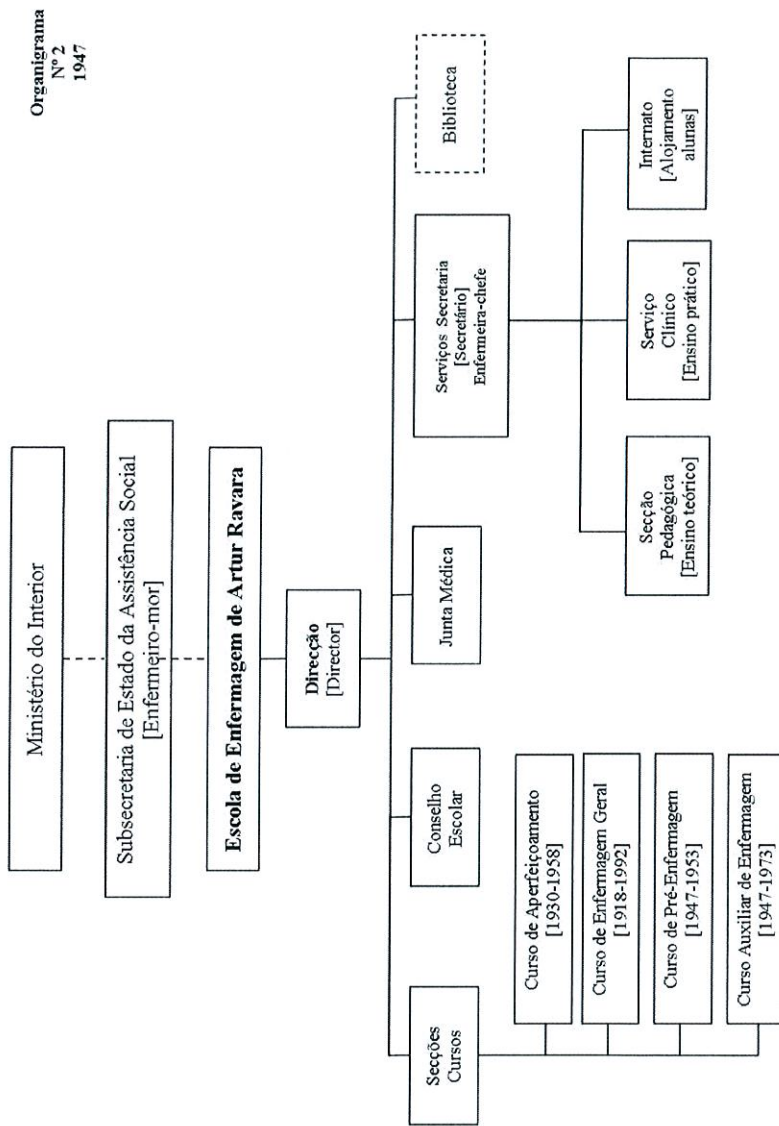 Organigrama
Nº 2
1947
Ministério do Interior
Subsecretaria de Estado da Assistência Social
[Enfermeiro-mor]
Escola de Enfermagem de Artur Ravara
Direcção
[Director]
Secções
Cursos
Conselho
Escolar
Junta Médica
Serviços Secretaria
[Secretário]
Enfermeira-chefe
Biblioteca
Curso de Aperfeiçoamento
[1930-1958]
Curso de Enfermagem Geral
[1918-1992]
Curso de Pré-Enfermagem
[1947-1953]
Curso Auxiliar de Enfermagem
[1947-1973]
Secção
Pedagógica
[Ensino teórico]
Serviço
Clínico
[Ensino prático]
Internato
[Alojamento
alunas]